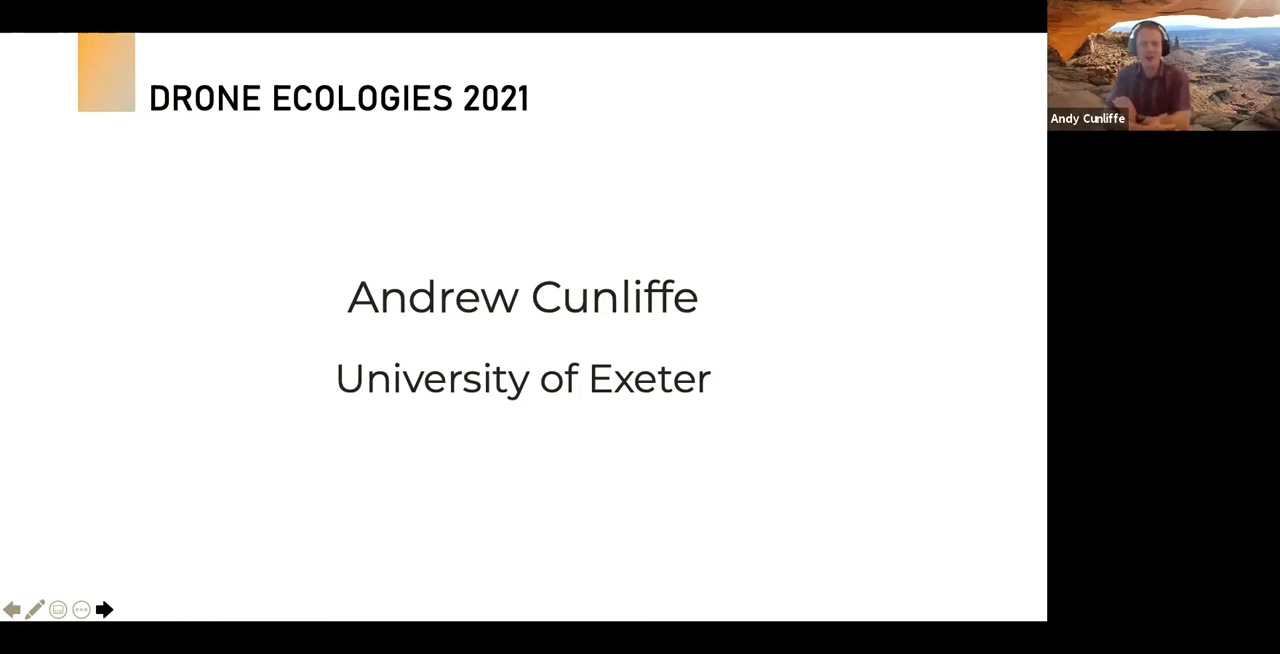 DRONE ECOLOGIES 2021
Andrew Cunliffe
University of Exeter
Andy Cunliffe